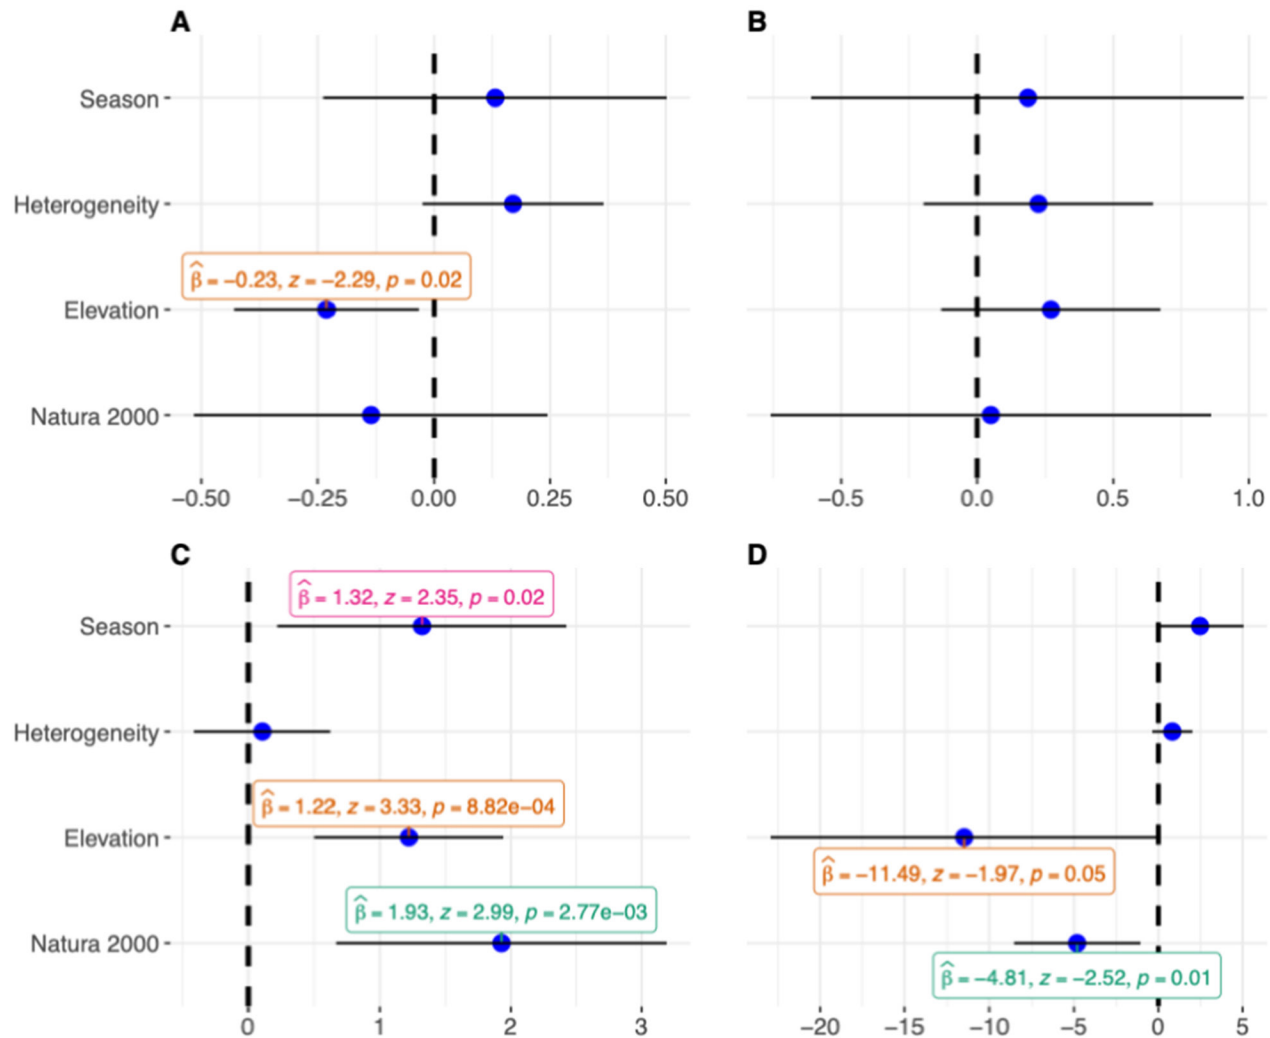 A
Season
Heterogeneity
β̂ = −0.23, z = −2.29, p = 0.02
Elevation
Natura 2000
−0.50 −0.25 0.00 0.25 0.50
B
−0.5 0.0 0.5 1.0
C
β̂ = 1.32, z = 2.35, p = 0.02
Season
Heterogeneity
β̂ = 1.22, z = 3.33, p = 8.82e−04
Elevation
β̂ = 1.93, z = 2.99, p = 2.77e−03
Natura 2000
0 1 2 3
D
β̂ = −11.49, z = −1.97, p = 0.05
β̂ = −4.81, z = −2.52, p = 0.01
−20 −15 −10 −5 0 5